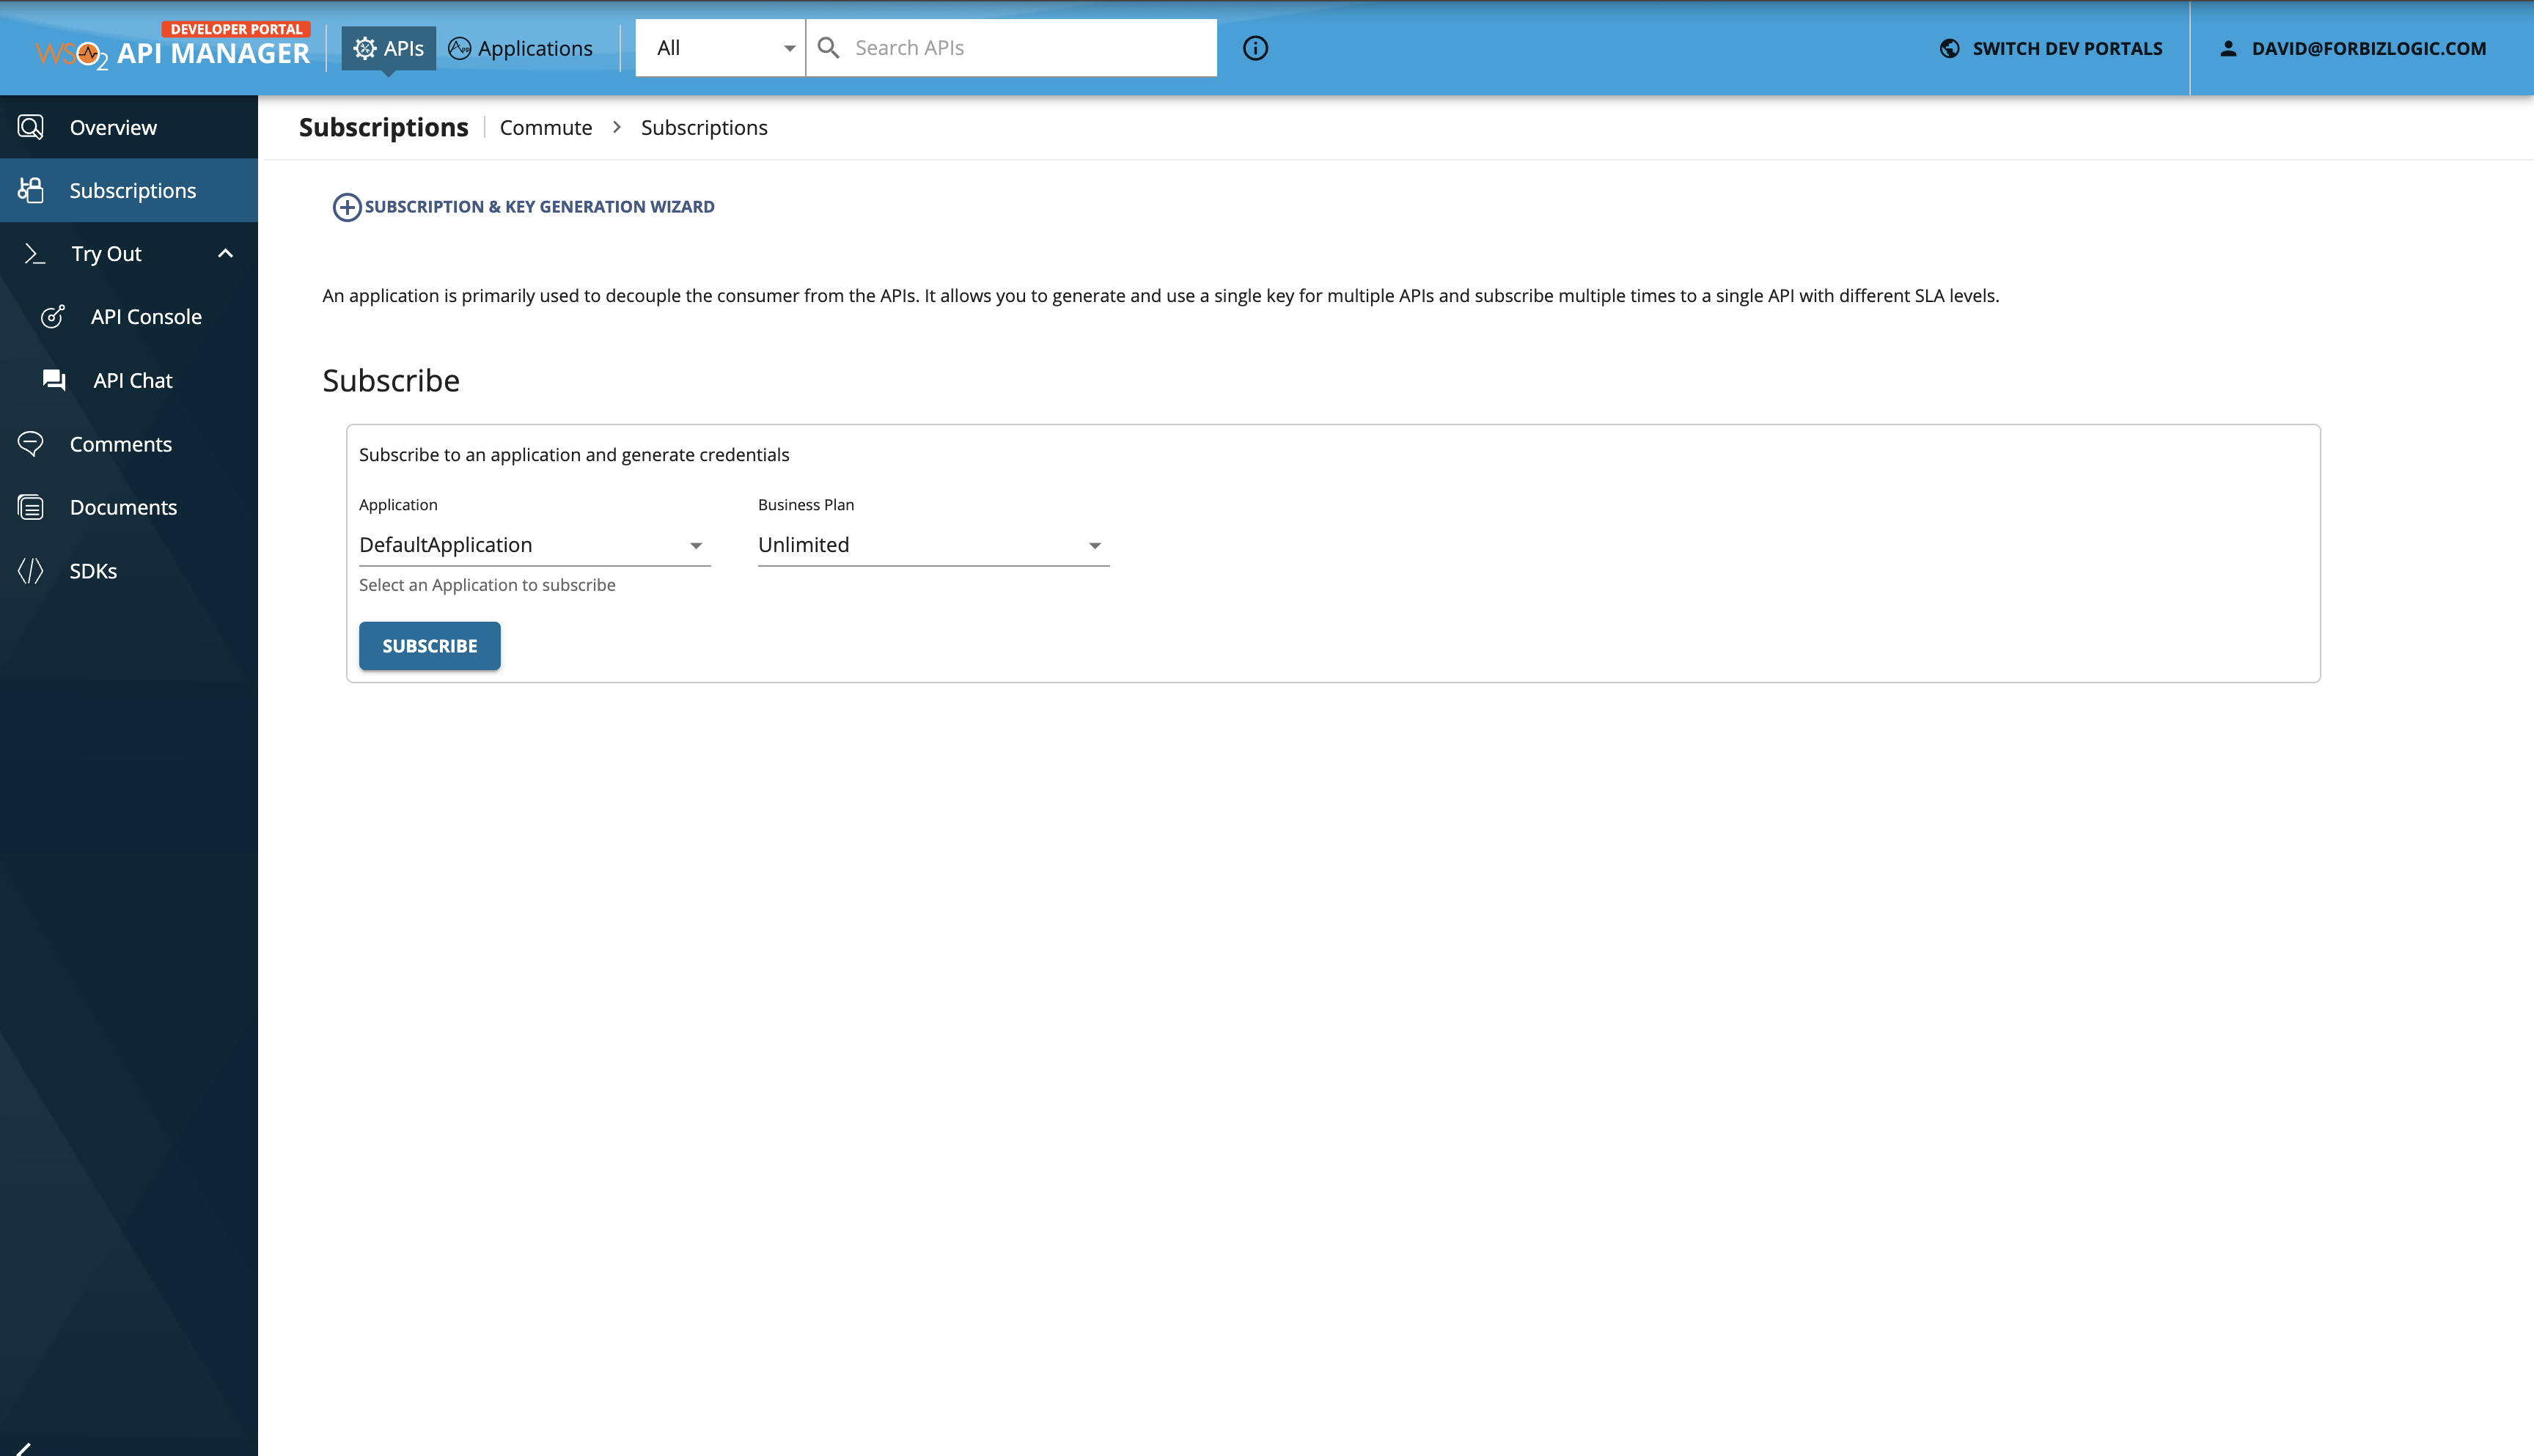 DEVELOPER PORTAL
WSO2 API MANAGER
APIs
Applications
All
Search APIs
SWITCH DEV PORTALS
DAVID@FORBIZLOGIC.COM
Overview
Subscriptions
Try Out
API Console
API Chat
Comments
Documents
SDKs
Subscriptions
Commute > Subscriptions
SUBSCRIPTION & KEY GENERATION WIZARD
An application is primarily used to decouple the consumer from the APIs. It allows you to generate and use a single key for multiple APIs and subscribe multiple times to a single API with different SLA levels.
Subscribe
Subscribe to an application and generate credentials
Application
Business Plan
DefaultApplication
Unlimited
Select an Application to subscribe
SUBSCRIBE